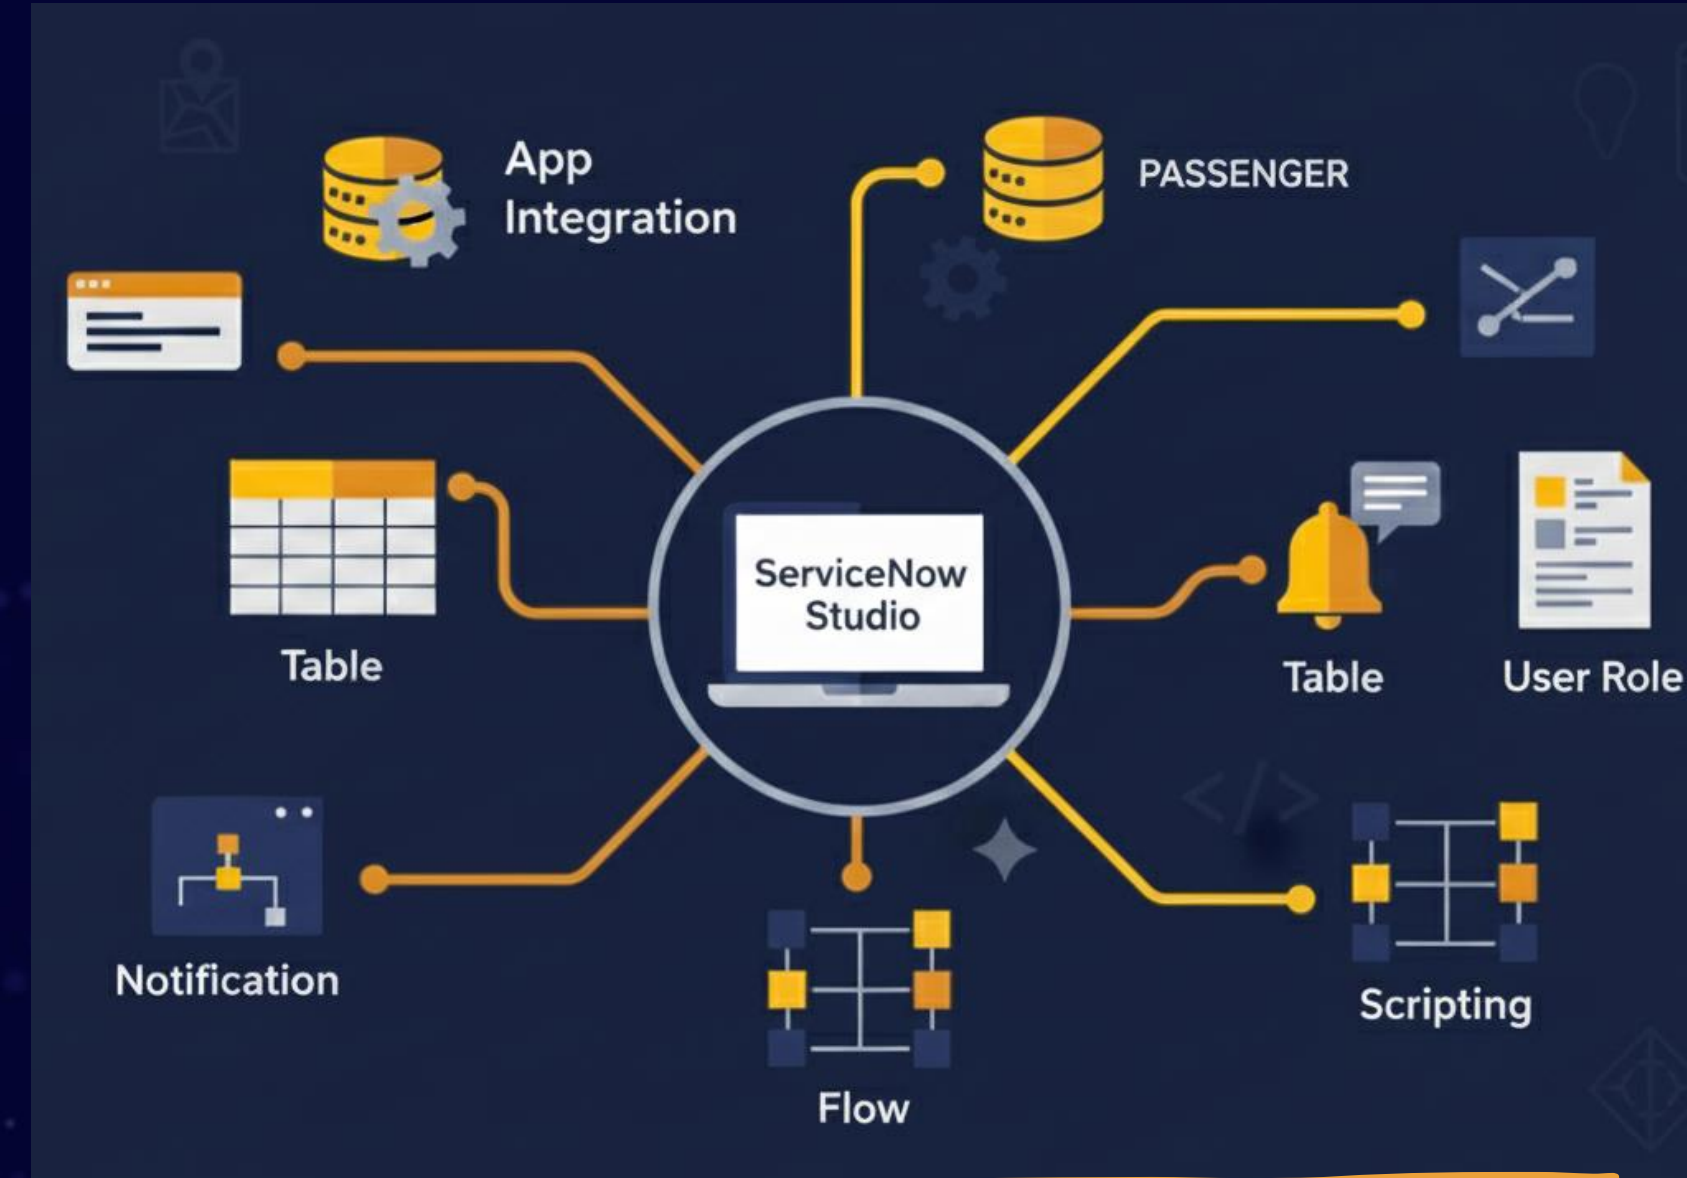 App
Integration
PASSENGER
ServiceNow
Studio
Table
Table
User Role
Notification
Scripting
Flow